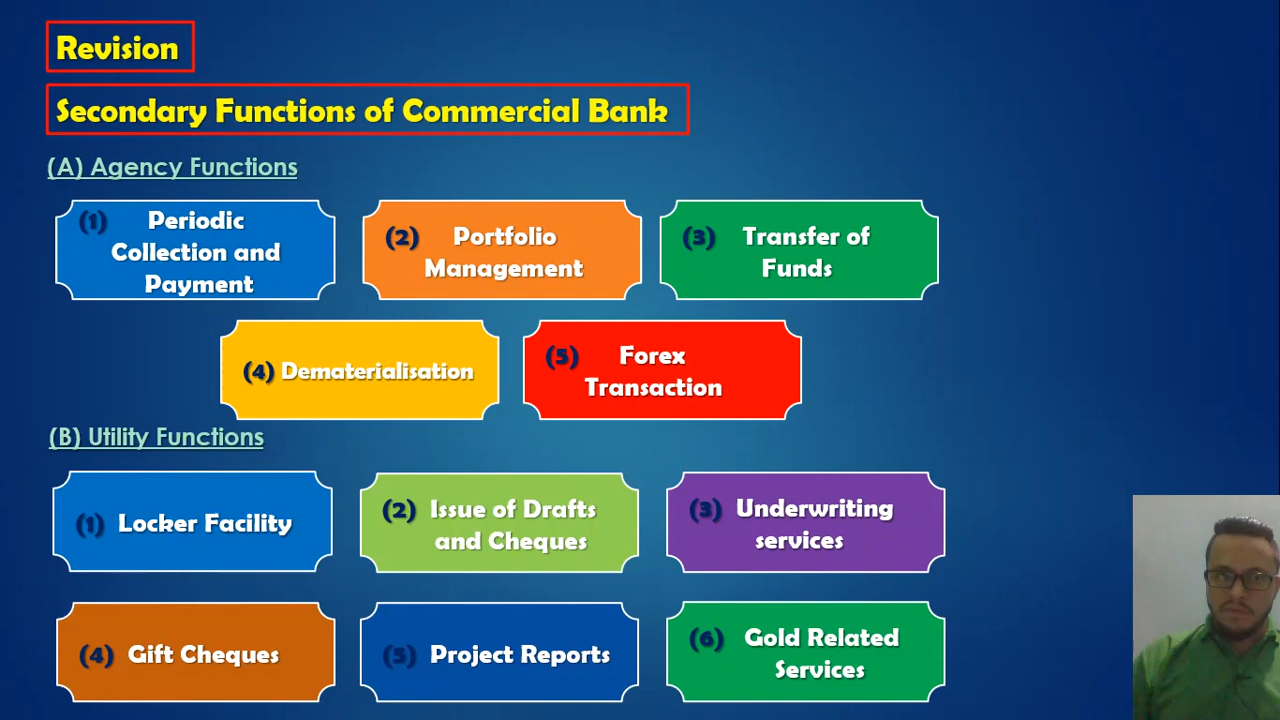 Revision
Secondary Functions of Commercial Bank
(A) Agency Functions
(1) Periodic
Collection and
Payment
(2) Portfolio
Management
(3) Transfer of
Funds
(4) Dematerialisation
(5) Forex
Transaction
(B) Utility Functions
(1) Locker Facility
(2) Issue of Drafts
and Cheques
(3) Underwriting
services
(4) Gift Cheques
(5) Project Reports
(6) Gold Related
Services